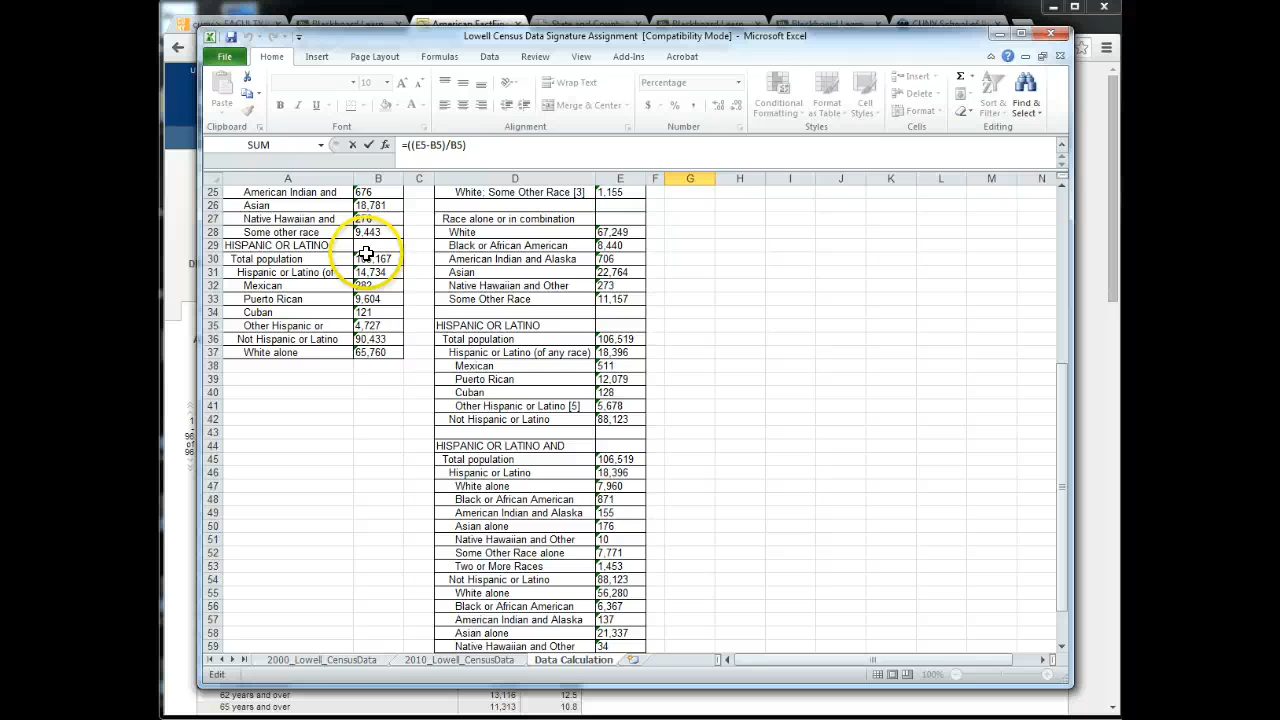 Lowell Census Data Signature Assignment [Compatibility Mode] - Microsoft Excel
File Home Insert Page Layout Formulas Data Review View Add-Ins Acrobat
Paste 10 Wrap Text Percentage Conditional Formatting Format as Table Cell Styles Insert Sort & Filter Find & Select
B I U Merge & Center $ % , Delete Format
Clipboard Font Alignment Number Styles Cells Editing
SUM fx =((E5-B5)/B5)
A B C D E F G H I J K L M N
25 American Indian and 676 White; Some Other Race [3] 1,155
26 Asian 18,781
27 Native Hawaiian and 276 Race alone or in combination
28 Some other race 9,443 White 67,249
29 HISPANIC OR LATINO Black or African American 8,440
30 Total population American Indian and Alaska 706
31 Hispanic or Latino (of 14,734 Asian 22,764
32 Mexican 282 Native Hawaiian and Other 273
33 Puerto Rican 9,604 Some Other Race 11,157
34 Cuban 121
35 Other Hispanic or 4,727 HISPANIC OR LATINO
36 Not Hispanic or Latino 90,433 Total population 106,519
37 White alone 65,760 Hispanic or Latino (of any race) 18,396
38 Mexican 511
39 Puerto Rican 12,079
40 Cuban 128
41 Other Hispanic or Latino [5] 5,678
42 Not Hispanic or Latino 88,123
43
44 HISPANIC OR LATINO AND
45 Total population 106,519
46 Hispanic or Latino 18,396
47 White alone 7,960
48 Black or African American 871
49 American Indian and Alaska 155
50 Asian alone 176
51 Native Hawaiian and Other 10
52 Some Other Race alone 7,771
53 Two or More Races 1,453
54 Not Hispanic or Latino 88,123
55 White alone 56,280
56 Black or African American 6,367
57 American Indian and Alaska 137
58 Asian alone 21,337
59 Native Hawaiian and Other 34
2000_Lowell_CensusData 2010_Lowell_CensusData Data Calculation
Edit 100%
62 years and over 13,116 12.5
65 years and over 11,313 10.8